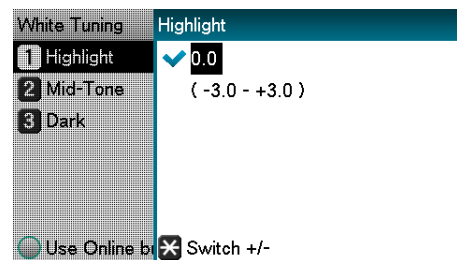 White Tuning
1 Highlight
2 Mid-Tone
3 Dark
Use Online
Highlight
0.0
( -3.0 - +3.0 )
Switch +/-